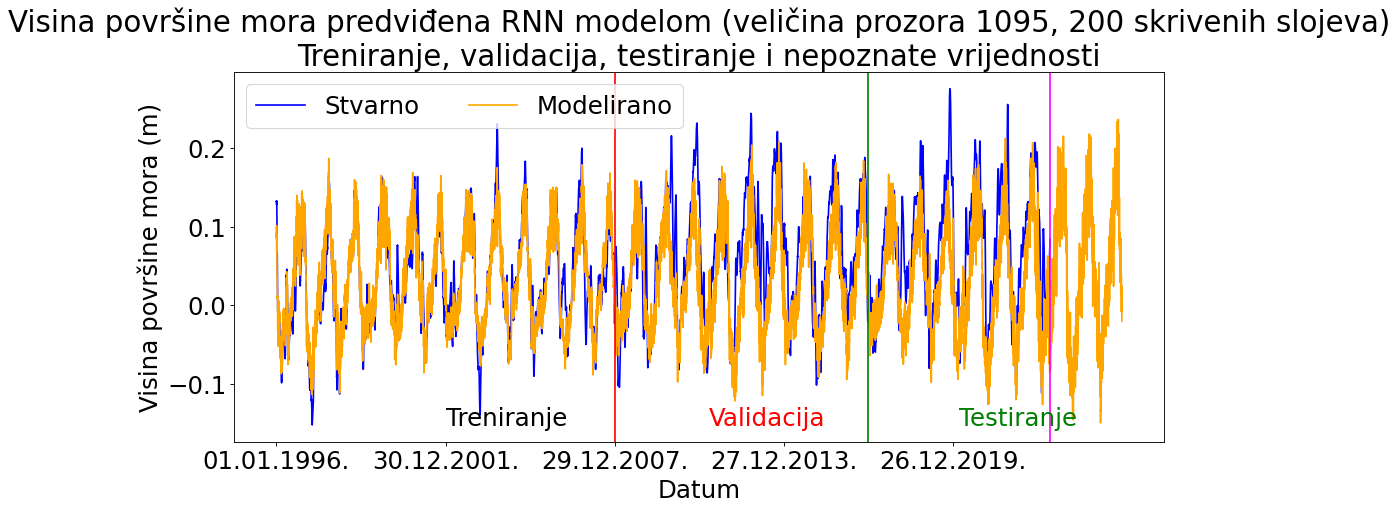 Visina površine mora predviđena RNN modelom (veličina prozora 1095, 200 skrivenih slojeva)
Treniranje, validacija, testiranje i nepoznate vrijednosti
Stvarno Modelirano
Visina površine mora (m)
0.2
0.1
0.0
−0.1
Treniranje Validacija Testiranje
01.01.1996. 30.12.2001. 29.12.2007. 27.12.2013. 26.12.2019.
Datum